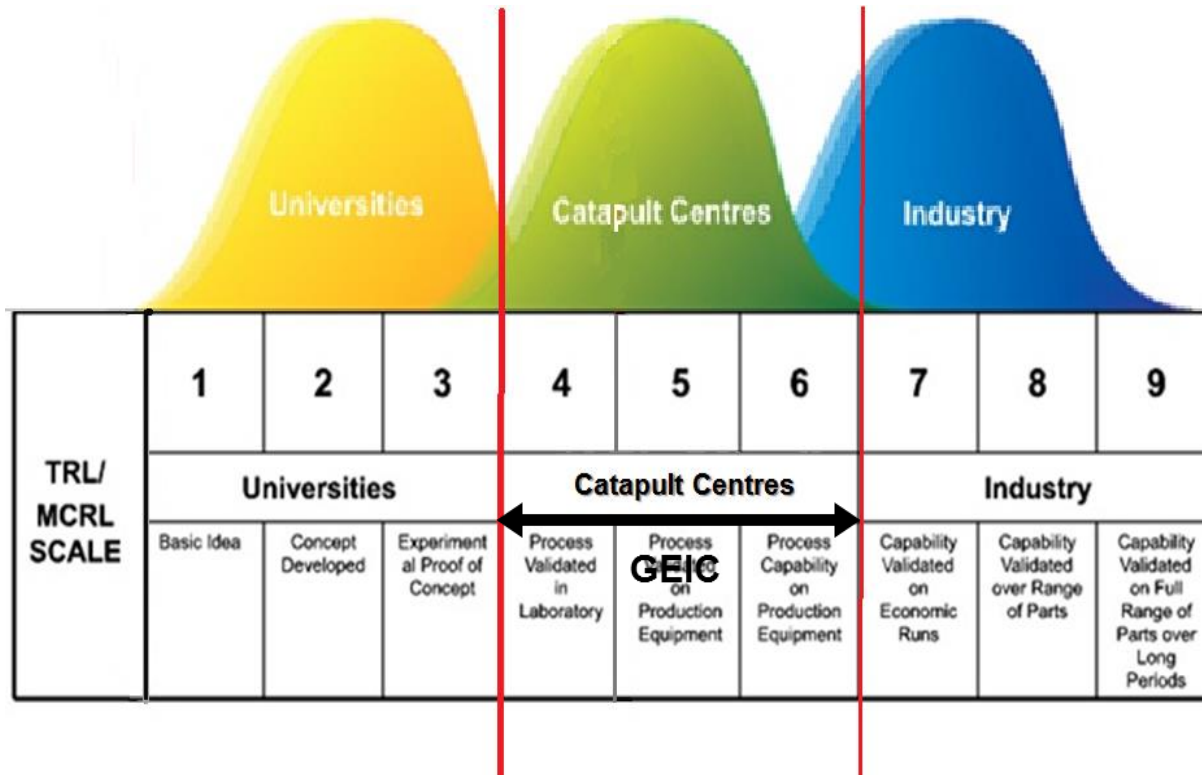 Universities
Catapult Centres
Industry
1
2
3
4
5
6
7
8
9
TRL/
MCRL
SCALE
Universities
Catapult Centres
Industry
Basic Idea
Concept
Developed
Experiment
al Proof of
Concept
Process
Validated
in
Laboratory
Process
Validated
on
Production
Equipment
GEIC
Process
Capability
on
Production
Equipment
Capability
Validated
on
Economic
Runs
Capability
Validated
over Range
of Parts
Capability
Validated
on Full
Range of
Parts over
Long
Periods